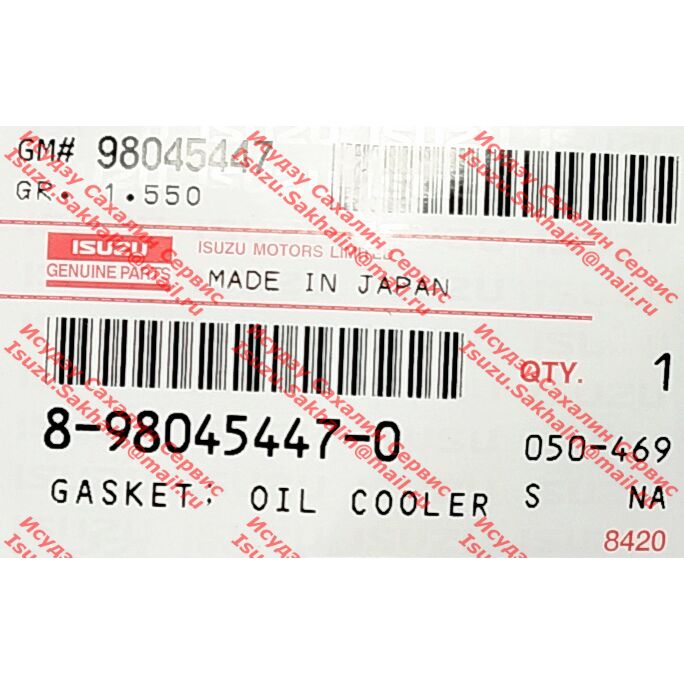 GM# 98045447
GR. 1.550
ISUZU
GENUINE PARTS
ISUZU MOTORS LIMITED
MADE IN JAPAN
QTY. 1
8-98045447-0
050-469
GASKET, OIL COOLER S NA
8420
Исудзу Сахалин Сервис
Isuzu.Sakhalin@mail.ru